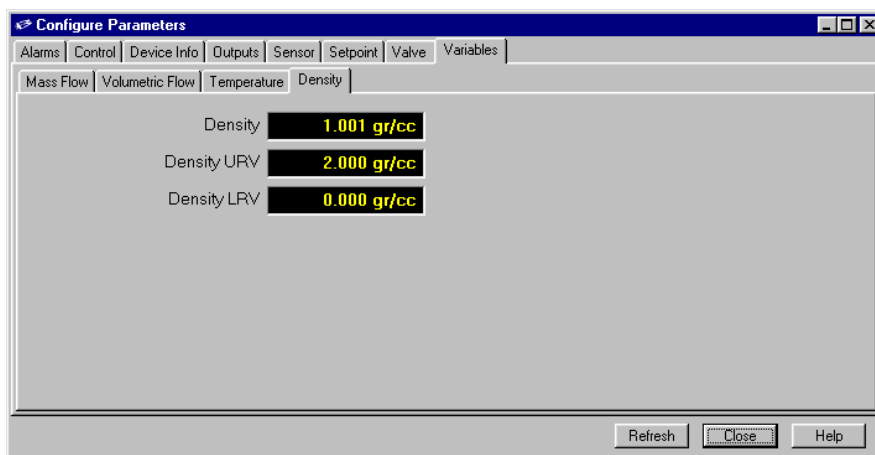 Configure Parameters
Alarms Control Device Info Outputs Sensor Setpoint Valve Variables
Mass Flow Volumetric Flow Temperature Density
Density 1.001 gr/cc
Density URV 2.000 gr/cc
Density LRV 0.000 gr/cc
Refresh Close Help